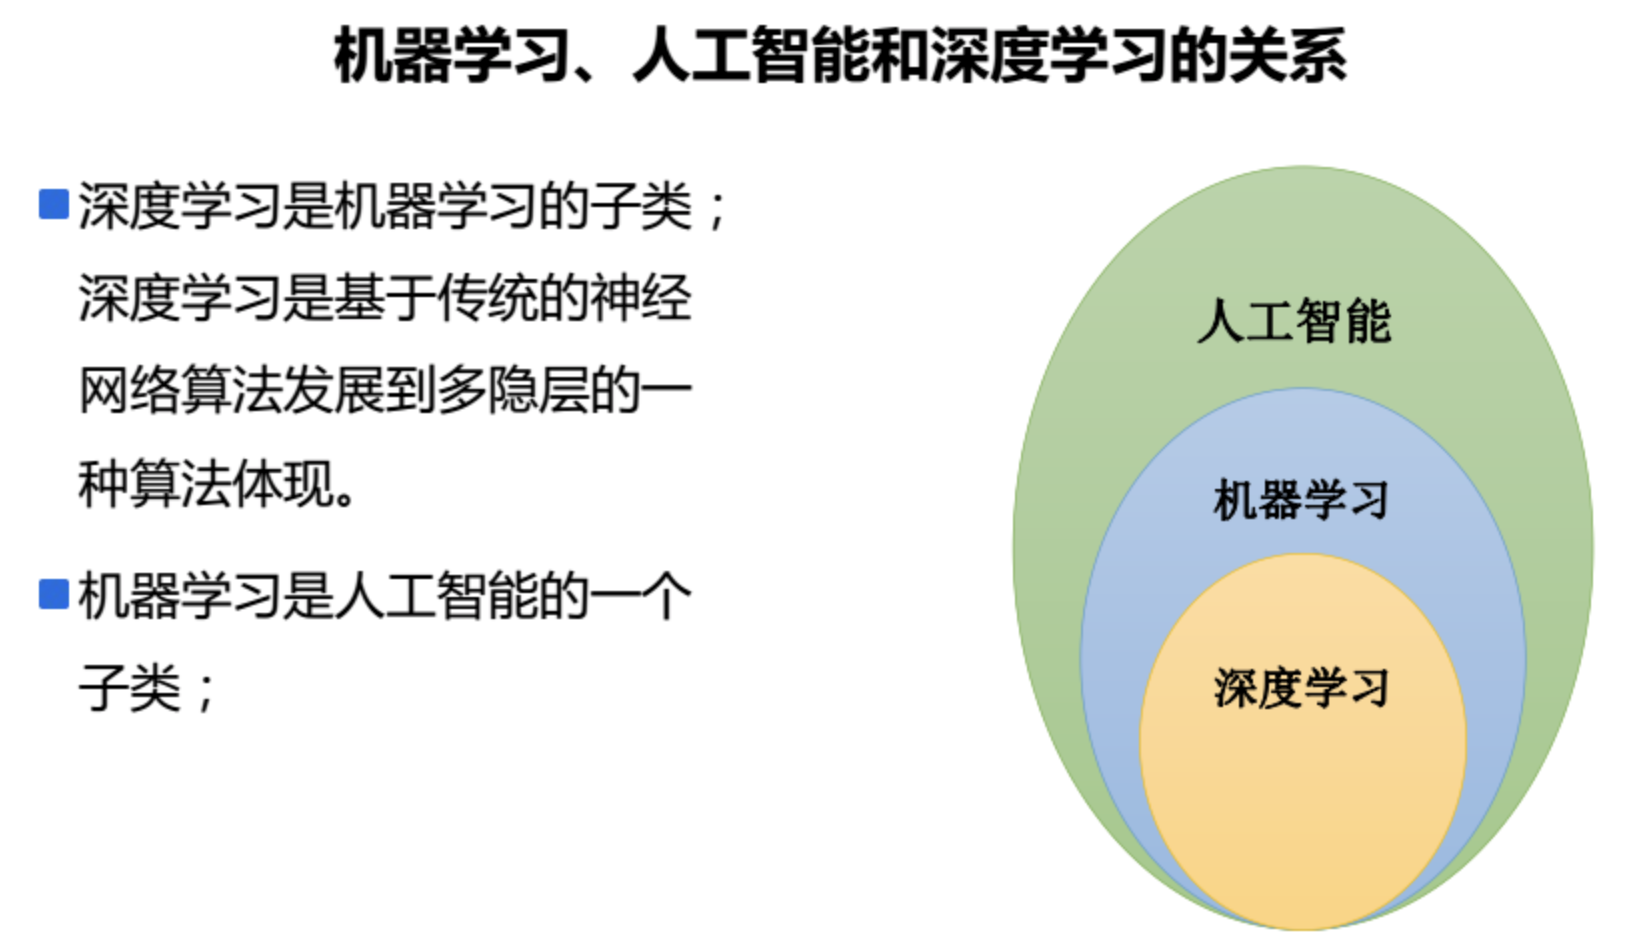 机器学习、人工智能和深度学习的关系
深度学习是机器学习的子类；
深度学习是基于传统的神经
网络算法发展到多隐层的一
种算法体现。
机器学习是人工智能的一个
子类；
人工智能
机器学习
深度学习